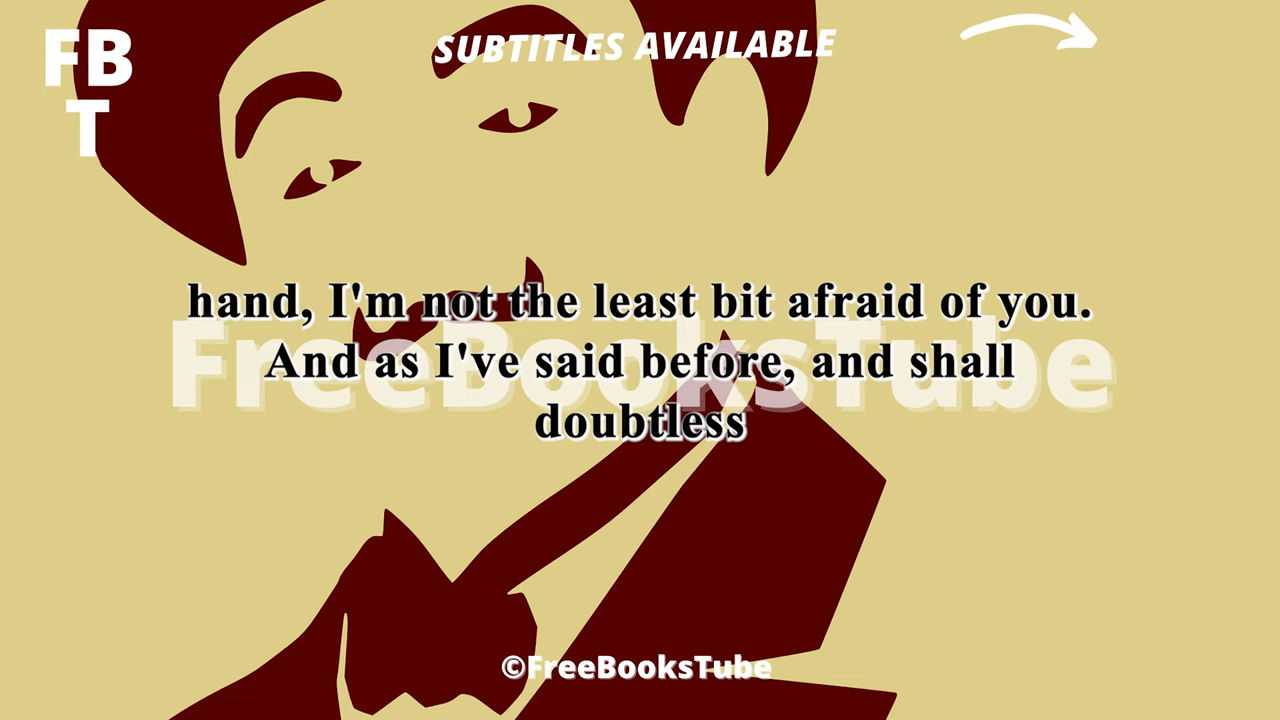 FB
T
SUBTITLES AVAILABLE
hand, I'm not the least bit afraid of you.
And as I've said before, and shall
doubtless
FreeBooksTube
©FreeBooksTube